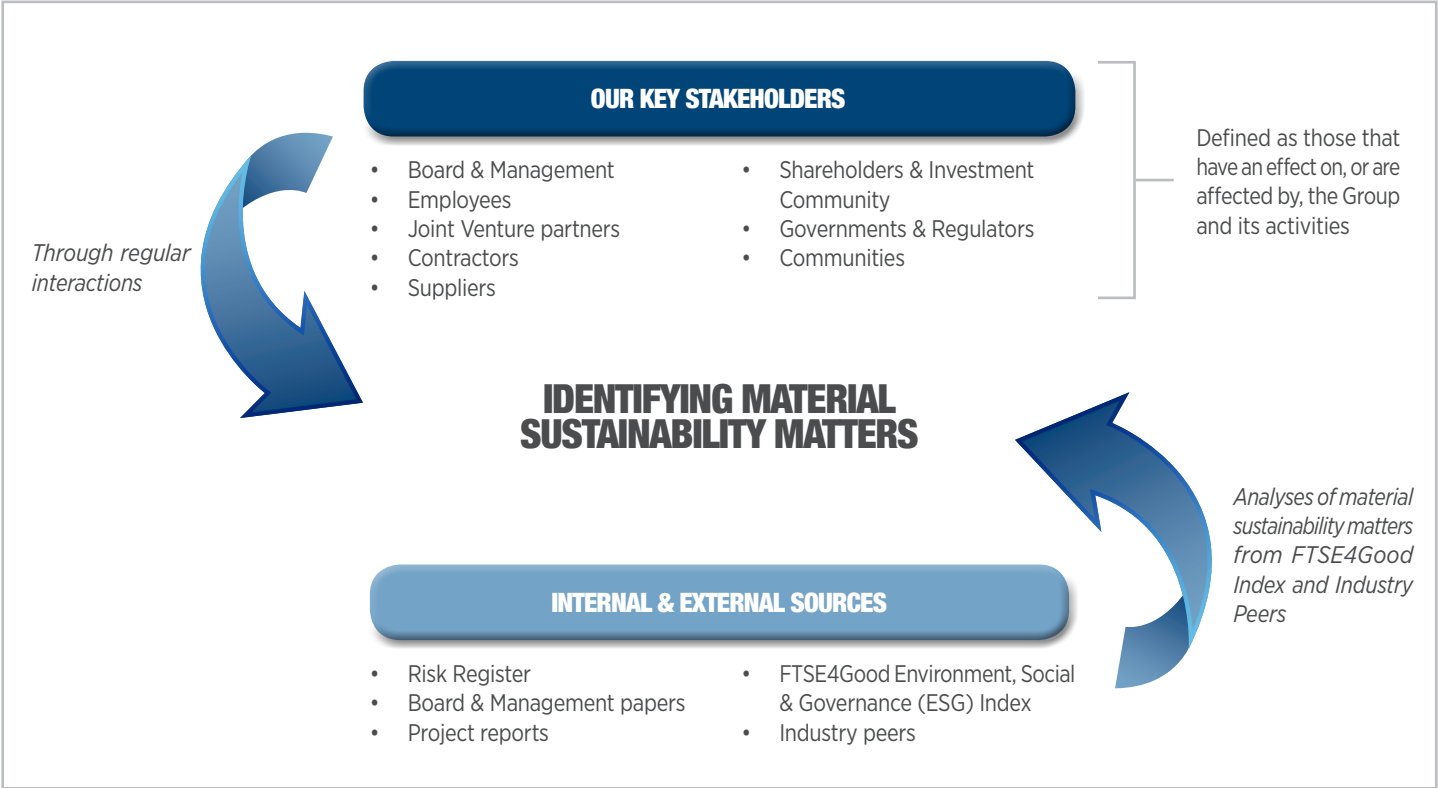 OUR KEY STAKEHOLDERS
• Board & Management
• Employees
• Joint Venture partners
• Contractors
• Suppliers
• Shareholders & Investment
Community
• Governments & Regulators
• Communities
Defined as those that
have an effect on, or are
affected by, the Group
and its activities
Through regular
interactions
IDENTIFYING MATERIAL
SUSTAINABILITY MATTERS
Analyses of material
sustainability matters
from FTSE4Good
Index and Industry
Peers
INTERNAL & EXTERNAL SOURCES
• Risk Register
• Board & Management papers
• Project reports
• FTSE4Good Environment, Social
& Governance (ESG) Index
• Industry peers